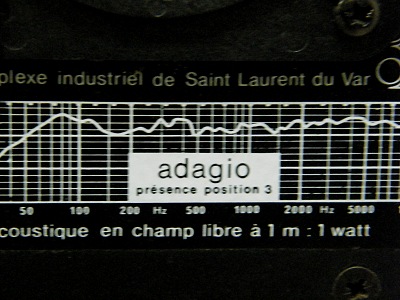 plexe industriel de Saint Laurent du Var
adagio
présence position 3
50 100 200 Hz 500 1000 2000 Hz 5000
coustique en champ libre à 1 m : 1 watt